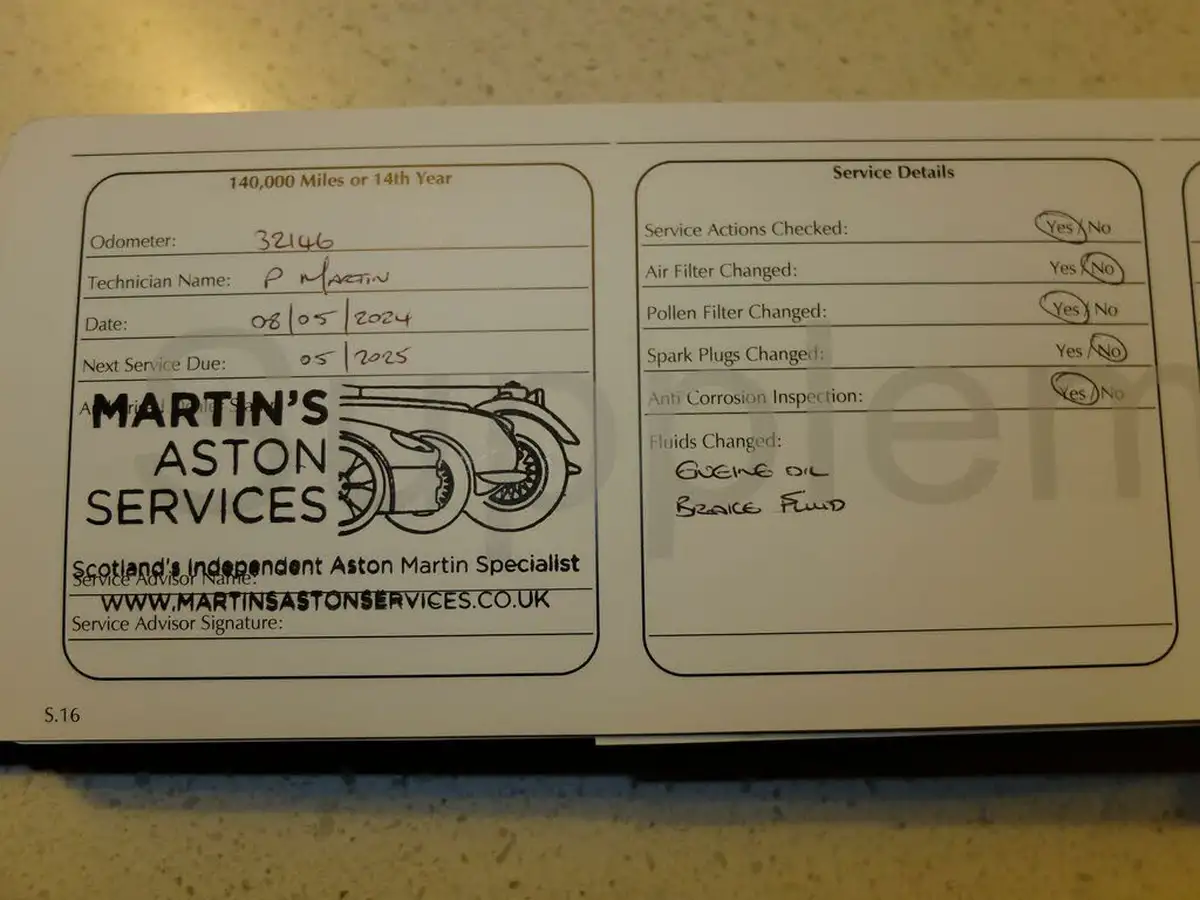 140,000 Miles or 14th Year
Odometer: 32146
Technician Name: P MARTIN
Date: 08/05/2024
Next Service Due: 05/2025
MARTIN'S
ASTON
SERVICES
Scotland's Independent Aston Martin Specialist
Service Advisor Name:
WWW.MARTINSASTONSERVICES.CO.UK
Service Advisor Signature:
S.16
Service Details
Service Actions Checked: Yes/No
Air Filter Changed: Yes/No
Pollen Filter Changed: Yes/No
Spark Plugs Changed: Yes/No
Anti Corrosion Inspection: Yes/No
Fluids Changed:
ENGINE OIL
BRAKE FLUID
Supplem